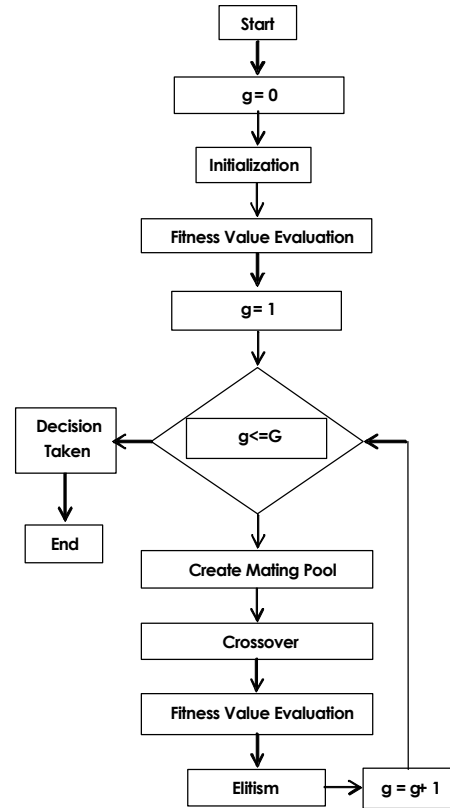 Start
g= 0
Initialization
Fitness Value Evaluation
g= 1
g<=G
Decision
Taken
End
Create Mating Pool
Crossover
Fitness Value Evaluation
Elitism
g = g+ 1